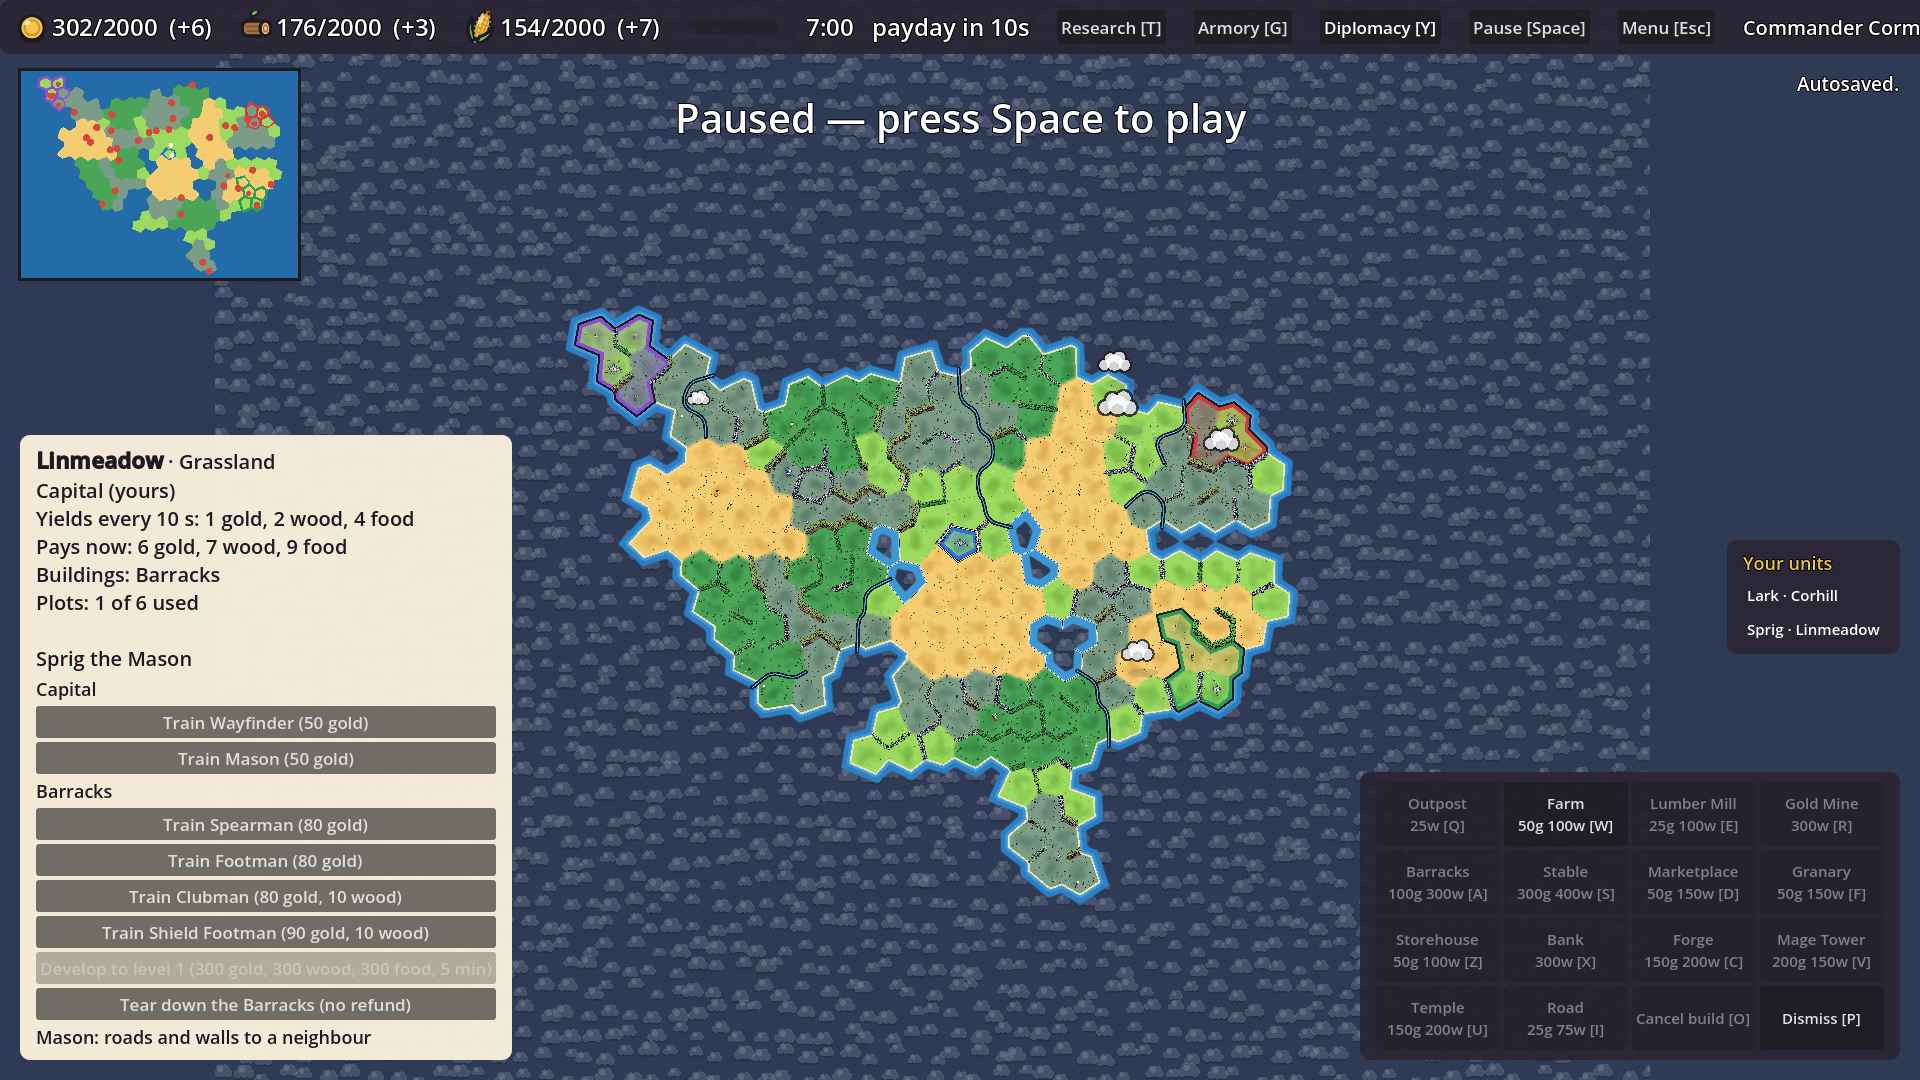 302/2000 (+6)
176/2000 (+3)
154/2000 (+7)
7:00 payday in 10s
Research [T]
Armory [G]
Diplomacy [Y]
Pause [Space]
Menu [Esc]
Commander Corm
Autosaved.
Paused — press Space to play
Linmeadow · Grassland
Capital (yours)
Yields every 10 s: 1 gold, 2 wood, 4 food
Pays now: 6 gold, 7 wood, 9 food
Buildings: Barracks
Plots: 1 of 6 used
Sprig the Mason
Capital
Train Wayfinder (50 gold)
Train Mason (50 gold)
Barracks
Train Spearman (80 gold)
Train Footman (80 gold)
Train Clubman (80 gold, 10 wood)
Train Shield Footman (90 gold, 10 wood)
Develop to level 1 (300 gold, 300 wood, 300 food, 5 min)
Tear down the Barracks (no refund)
Mason: roads and walls to a neighbour
Your units
Lark · Corhill
Sprig · Linmeadow
Outpost
25w [Q]
Farm
50g 100w [W]
Lumber Mill
25g 100w [E]
Gold Mine
300w [R]
Barracks
100g 300w [A]
Stable
300g 400w [S]
Marketplace
50g 150w [D]
Granary
50g 150w [F]
Storehouse
50g 100w [Z]
Bank
300w [X]
Forge
150g 200w [C]
Mage Tower
200g 150w [V]
Temple
150g 200w [U]
Road
25g 75w [I]
Cancel build [O]
Dismiss [P]